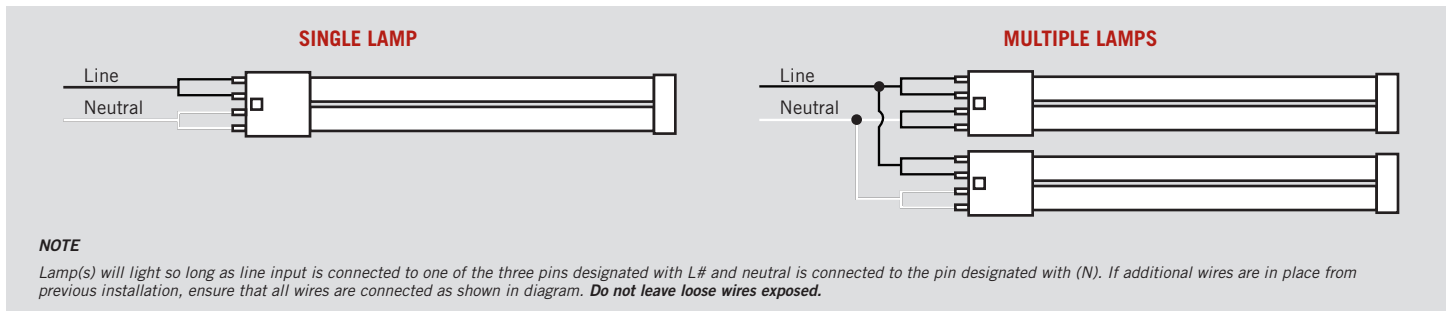 SINGLE LAMP
MULTIPLE LAMPS
Line
Neutral
Line
Neutral
NOTE
Lamp(s) will light so long as line input is connected to one of the three pins designated with L# and neutral is connected to the pin designated with (N). If additional wires are in place from
previous installation, ensure that all wires are connected as shown in diagram. Do not leave loose wires exposed.